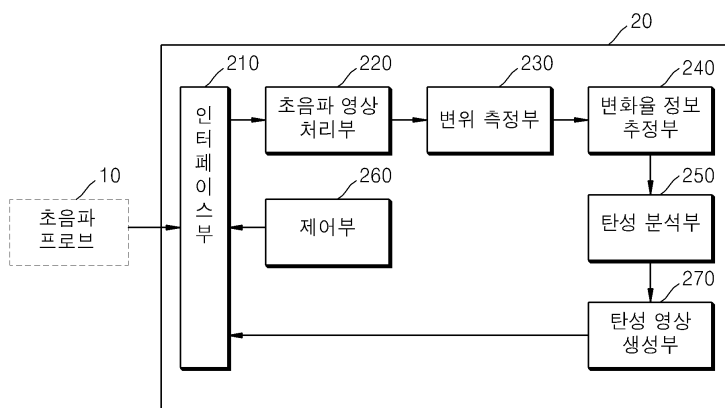 20
210
220
230
240
인터페이스부
초음파 영상
처리부
변위 측정부
변화율 정보
추정부
10
초음파
프로브
260
제어부
250
탄성 분석부
270
탄성 영상
생성부